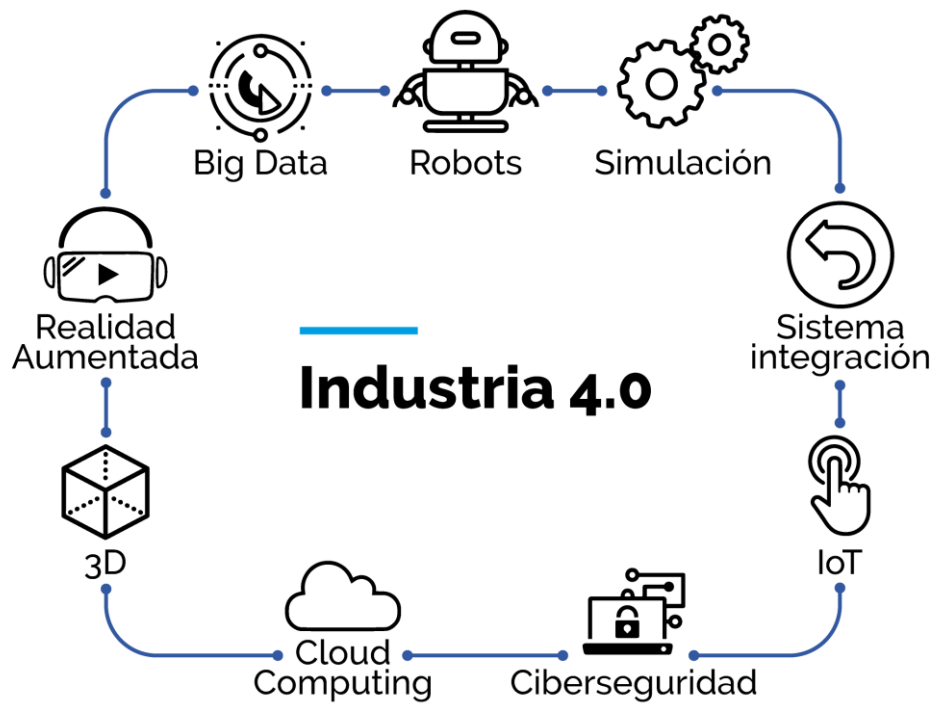 Big Data
Robots
Simulación
Realidad
Aumentada
Sistema
integración
Industria 4.0
3D
IoT
Cloud
Computing
Ciberseguridad